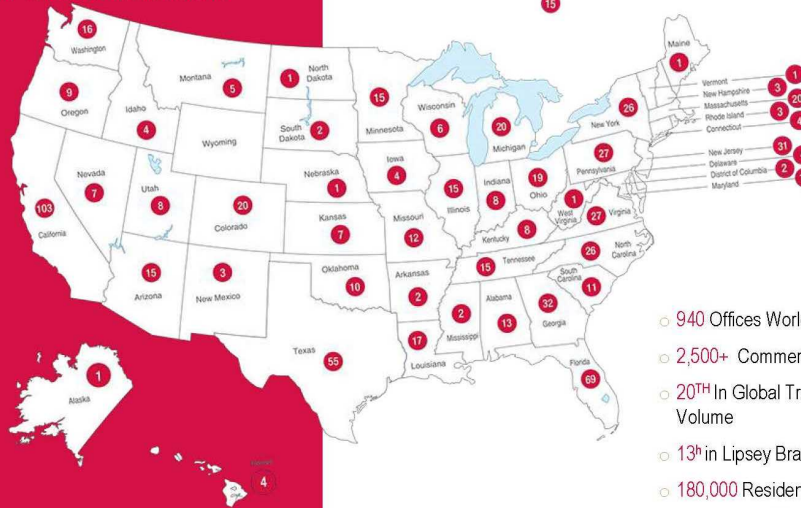 15
16
Washington
Montana
5
1
North
Dakota
15
Minnesota
9
Oregon
Idaho
4
Wyoming
South
Dakota
2
Wisconsin
6
20
Michigan
Maine
1
Vermont
1
New Hampshire
3
Massachusetts
20
Rhode Island
3
Connecticut
4
26
New York
27
Pennsylvania
New Jersey
31
Delaware
District of Columbia
2
Maryland
Nevada
7
Utah
8
20
Colorado
Nebraska
1
Iowa
4
15
Illinois
Indiana
8
19
Ohio
1
West
Virginia
27
Virginia
103
California
Kansas
7
Missouri
12
Kentucky
8
15
Tennessee
26
North
Carolina
15
Arizona
3
New Mexico
Oklahoma
10
Arkansas
2
2
Mississippi
Alabama
13
32
Georgia
South
Carolina
11
Texas
55
17
Louisiana
Florida
69
1
Alaska
4
940 Offices Worl
2,500+ Commer
20TH In Global Tr
Volume
13h in Lipsey Bra
180,000 Residen